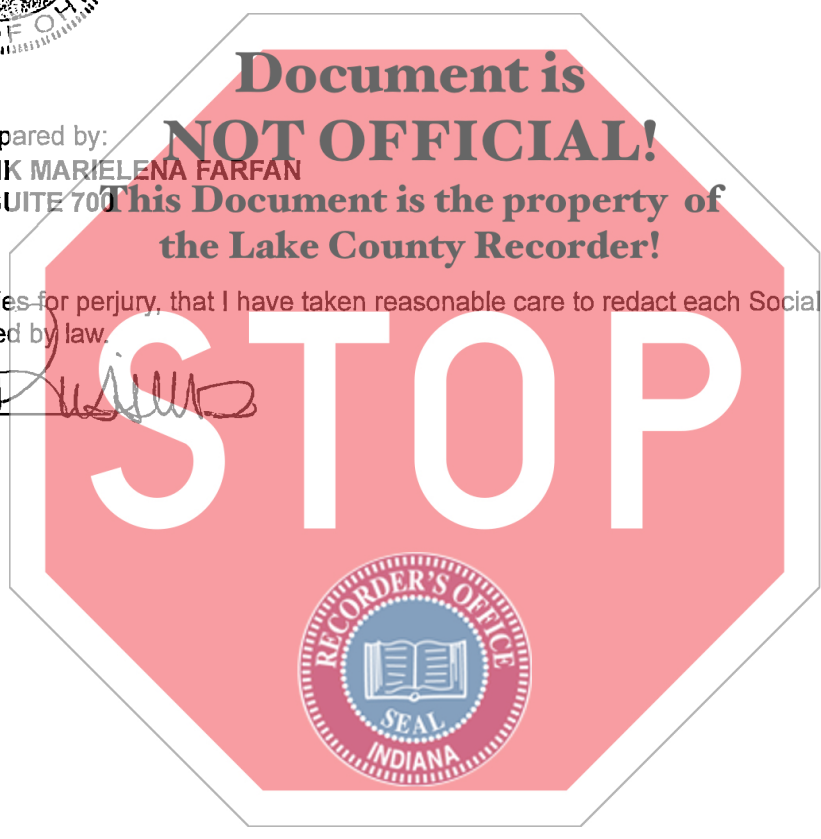 F OH
Document is
pared by:
NOT OFFICIAL!
K MARIELENA FARFAN
UITE 700
This Document is the property of
the Lake County Recorder!
es for perjury, that I have taken reasonable care to redact each Social
ed by law.
STOP
RECORDER'S OFFICE
SEAL
INDIANA